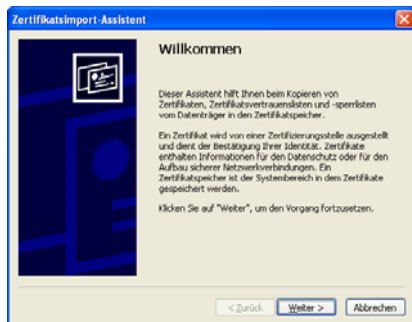 Zertifikatsimport-Assistent
Willkommen
Dieser Assistent hilft Ihnen beim Kopieren von
Zertifikaten, Zertifikatsvertrauenslisten und -sperrlisten
vom Datenträger in den Zertifikatspeicher.
Ein Zertifikat wird von einer Zertifizierungsstelle ausgestellt
und dient der Bestätigung Ihrer Identität. Zertifikate
enthalten Informationen für den Datenschutz oder für den
Aufbau sicherer Netzwerkverbindungen. Ein
Zertifikatspeicher ist der Systembereich in dem Zertifikate
gespeichert werden.
Klicken Sie auf "Weiter", um den Vorgang fortzusetzen.
< Zurück Weiter > Abbrechen